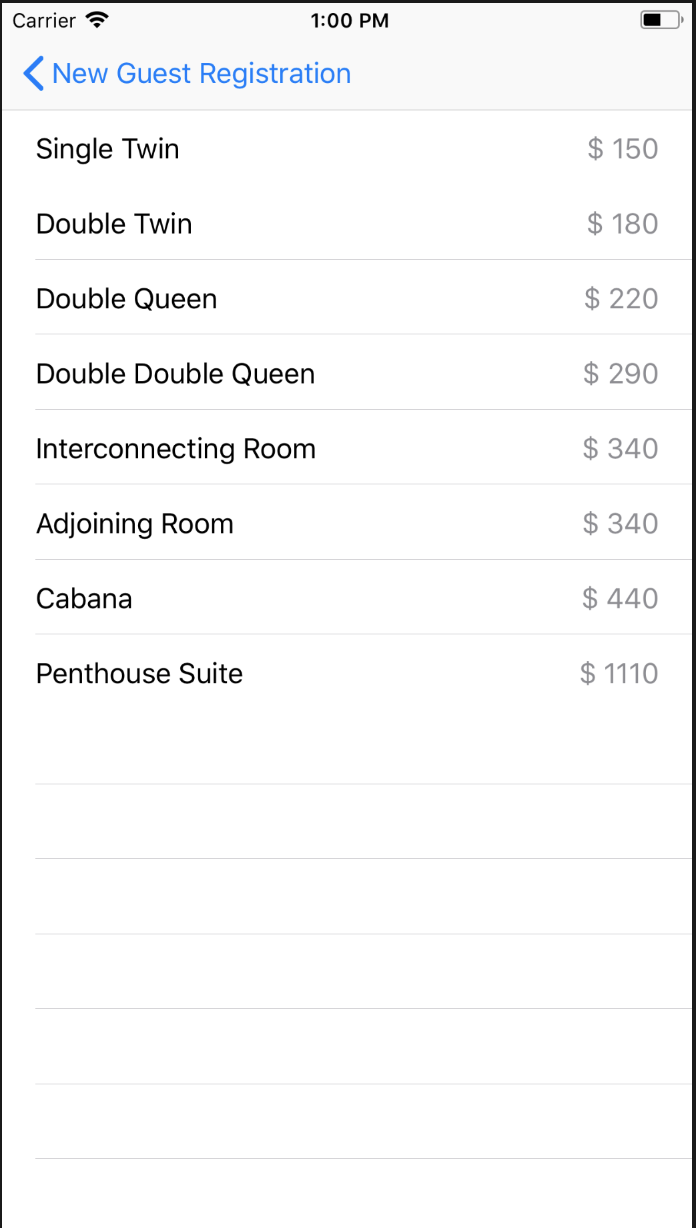 Carrier 1:00 PM
New Guest Registration
Single Twin $ 150
Double Twin $ 180
Double Queen $ 220
Double Double Queen $ 290
Interconnecting Room $ 340
Adjoining Room $ 340
Cabana $ 440
Penthouse Suite $ 1110